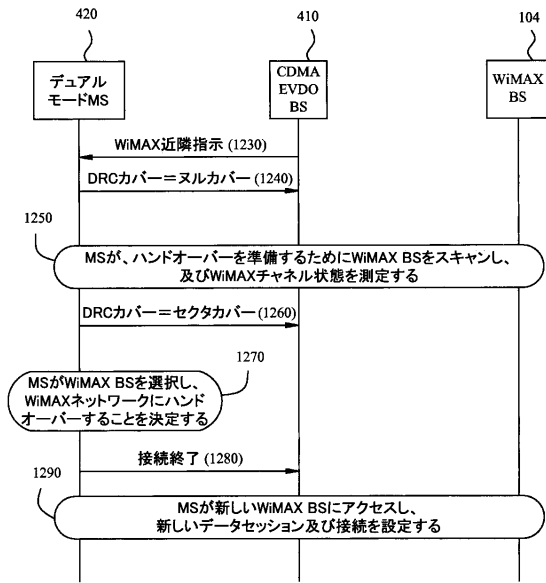 420
410
104
デュアル
モードMS
CDMA
EVDO
BS
WiMAX
BS
WiMAX近隣指示 (1230)
DRCカバー＝ヌルカバー (1240)
1250
MSが、ハンドオーバーを準備するためにWiMAX BSをスキャンし、
及びWiMAXチャネル状態を測定する
DRCカバー＝セクタカバー (1260)
1270
MSがWiMAX BSを選択し、
WiMAXネットワークにハンド
オーバーすることを決定する
接続終了 (1280)
1290
MSが新しいWiMAX BSにアクセスし、
新しいデータセッション及び接続を設定する